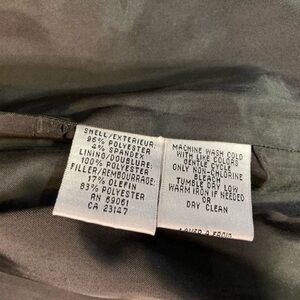 SHELL/EXTERIEUR:
96% POLYESTER
4% SPANDEX
LINING/DOUBLURE:
100% POLYESTER
FILLER/REMBOURRAGE:
17% OLEFIN
83% POLYESTER
RN 69061
CA 23147
MACHINE WASH COLD
WITH LIKE COLORS
GENTLE CYCLE
ONLY NON-CHLORINE
BLEACH
TUMBLE DRY LOW
WARM IRON IF NEEDED
OR
DRY CLEAN